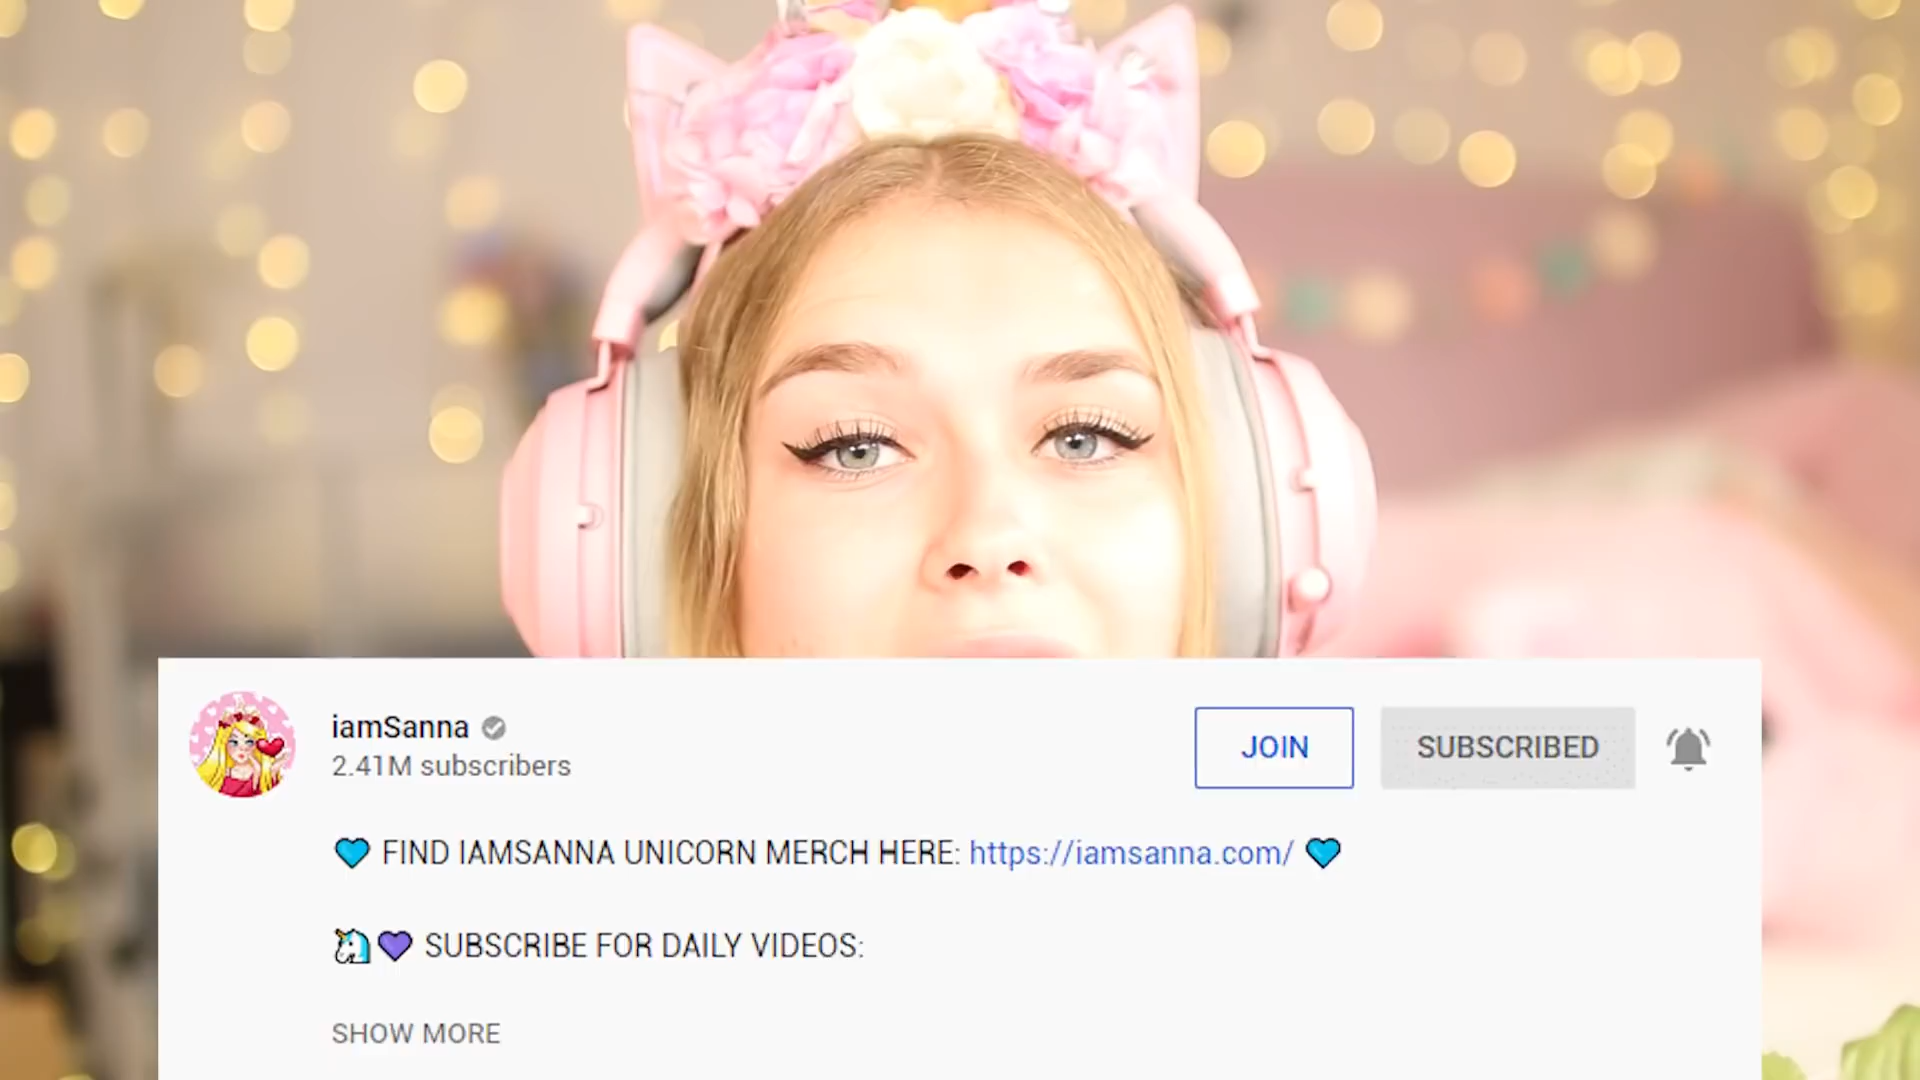 iamSanna
2.41M subscribers
JOIN
SUBSCRIBED
FIND IAMSANNA UNICORN MERCH HERE: https://iamsanna.com/
SUBSCRIBE FOR DAILY VIDEOS:
SHOW MORE